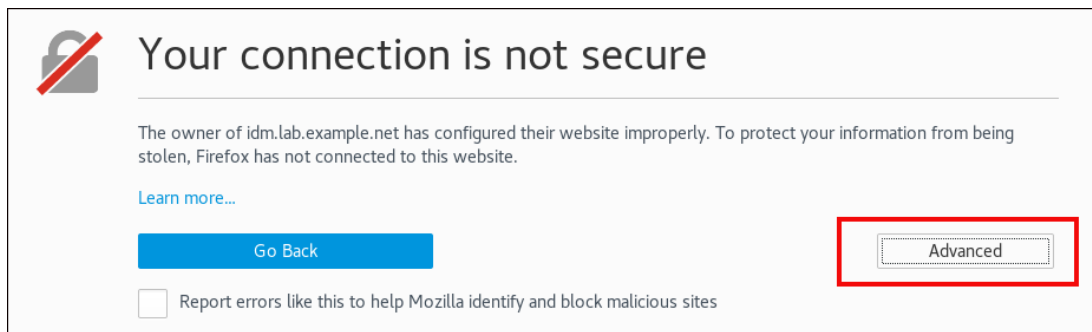 Your connection is not secure
The owner of idm.lab.example.net has configured their website improperly. To protect your information from being
stolen, Firefox has not connected to this website.
Learn more...
Go Back
Advanced
Report errors like this to help Mozilla identify and block malicious sites